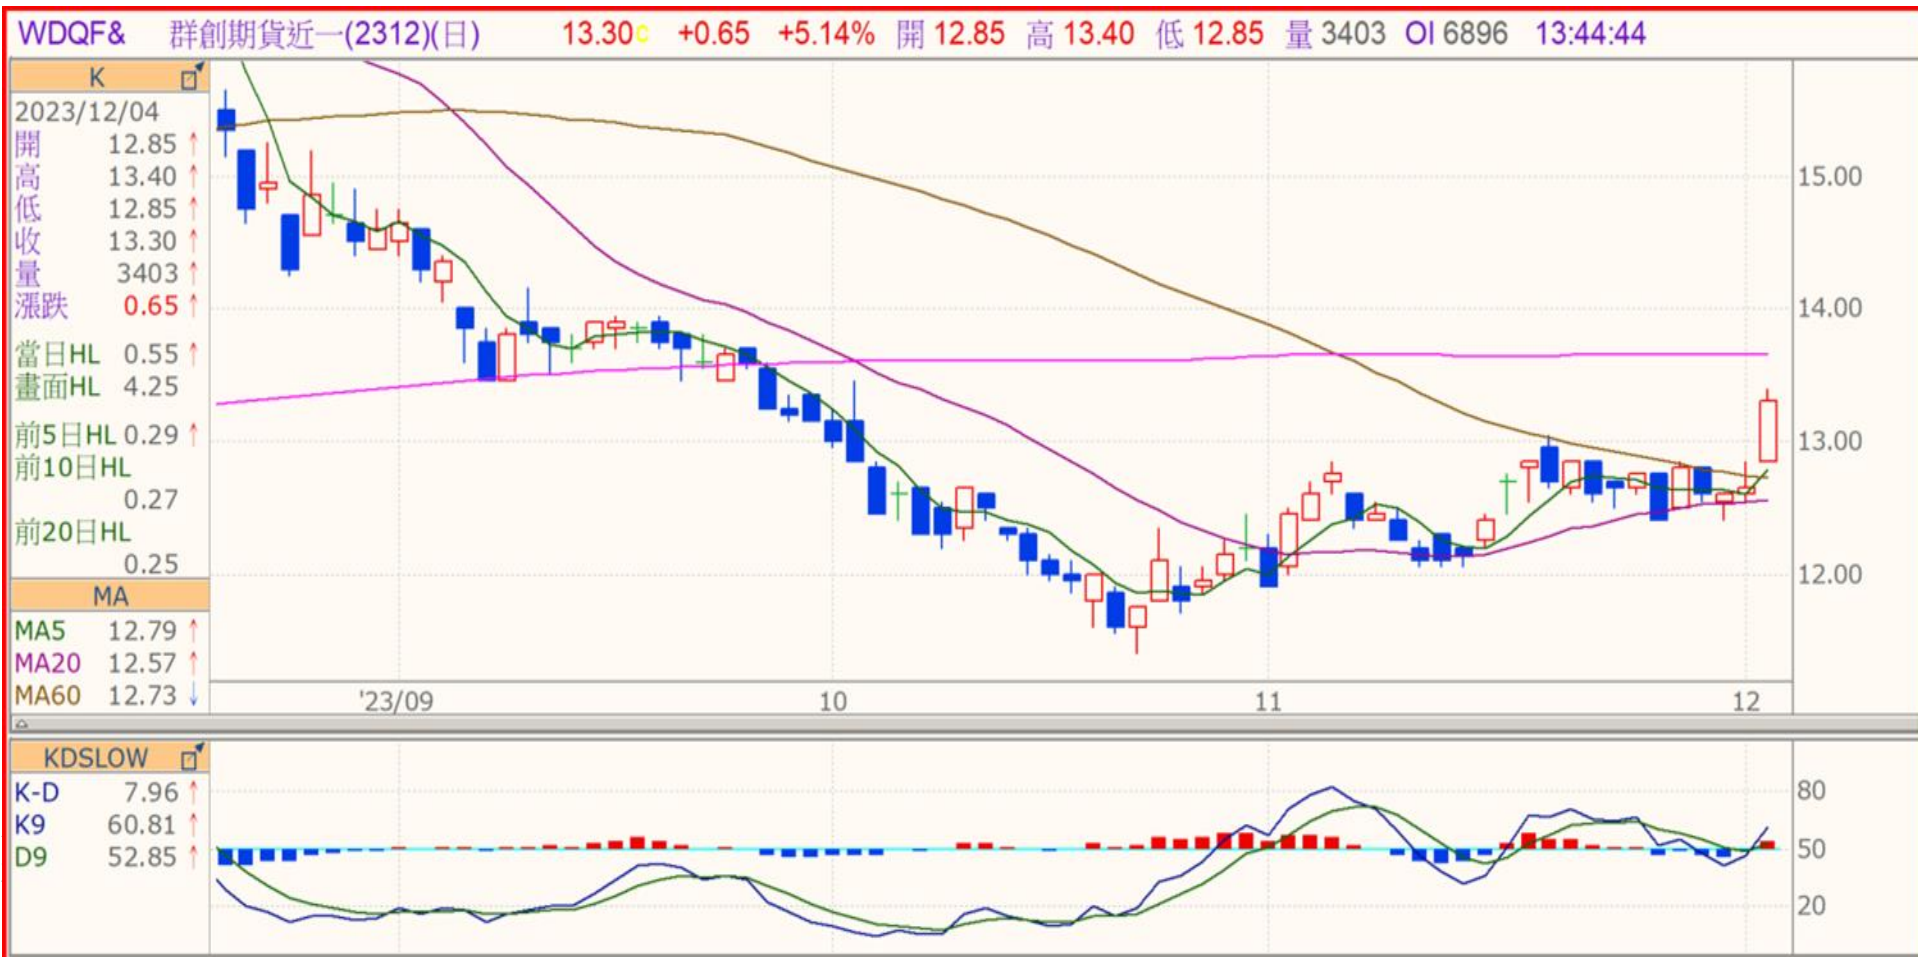 WDQF& 群創期貨近一(2312)(日) 13.30c +0.65 +5.14% 開 12.85 高 13.40 低 12.85 量 3403 OI 6896 13:44:44
K
2023/12/04
開 12.85 ↑
高 13.40 ↑
低 12.85 ↑
收 13.30 ↑
量 3403 ↑
漲跌 0.65 ↑
當日HL 0.55 ↑
畫面HL 4.25
前5日HL 0.29 ↑
前10日HL
0.27
前20日HL
0.25
MA
MA5 12.79 ↑
MA20 12.57 ↑
MA60 12.73 ↓
15.00
14.00
13.00
12.00
'23/09 10 11 12
KDSLOW
K-D 7.96 ↑
K9 60.81 ↑
D9 52.85 ↑
80
50
20